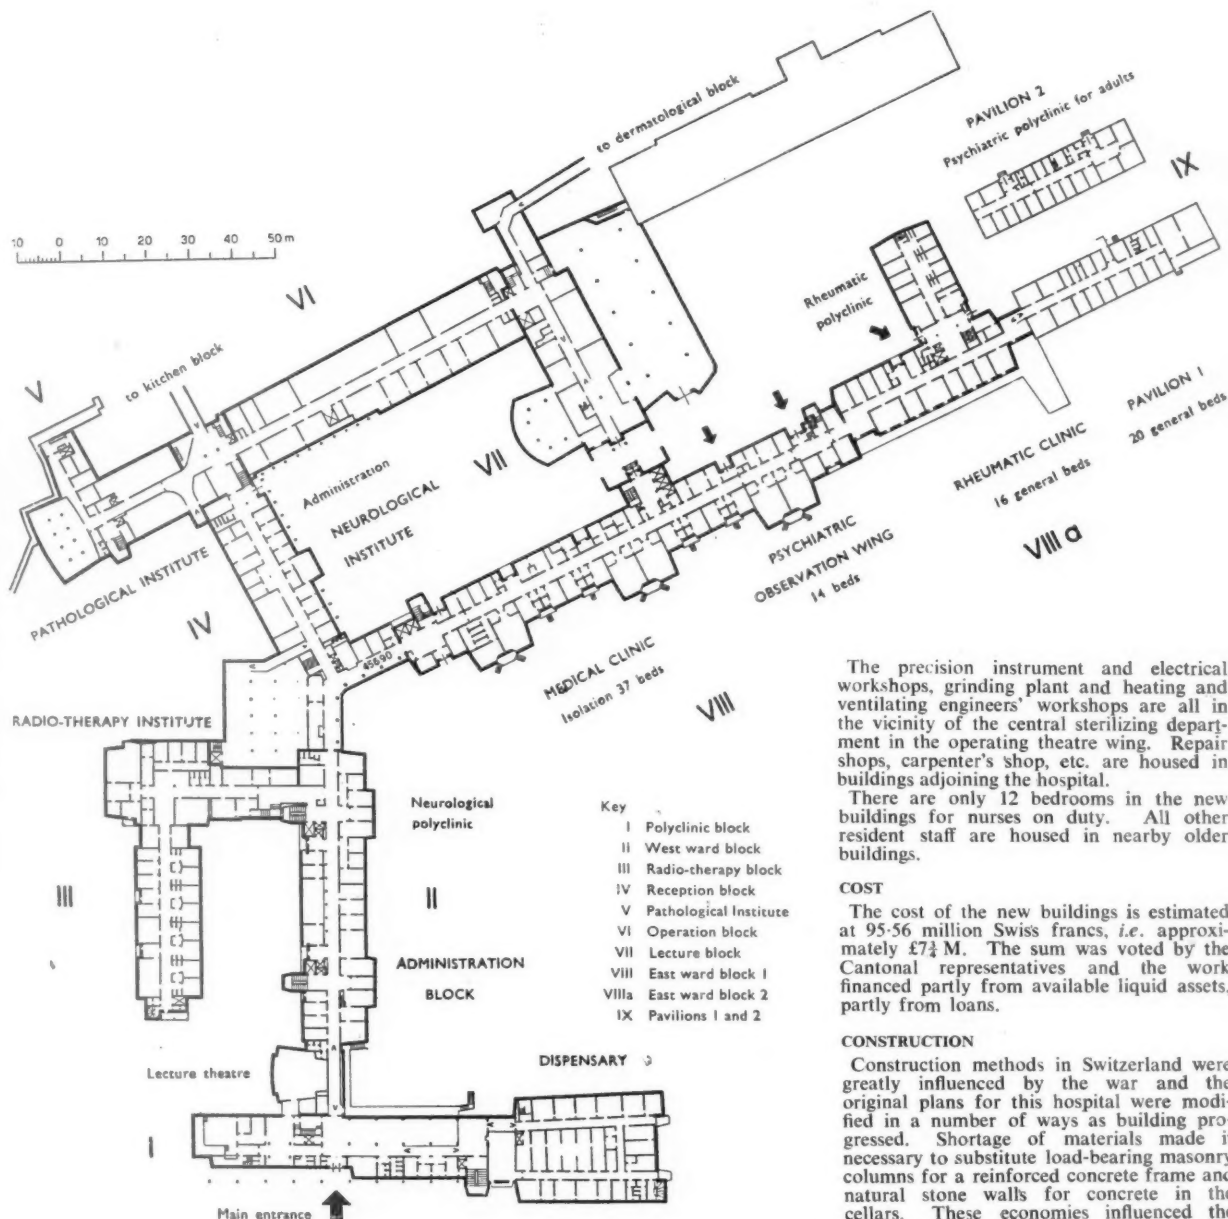 to dermatological block
PAVILION 2
Psychiatric polyclinic for adults
IX
10 0 10 20 30 40 50 m
VI
Rheumatic
polyclinic
to kitchen block
V
PAVILION 1
20 general beds
VII
Administration
NEUROLOGICAL
INSTITUTE
RHEUMATIC CLINIC
16 general beds
VIII a
PSYCHIATRIC
OBSERVATION WING
14 beds
PATHOLOGICAL INSTITUTE
IV
45690
MEDICAL CLINIC
Isolation 37 beds
VIII
RADIO-THERAPY INSTITUTE
Neurological
polyclinic
III
II
ADMINISTRATION
BLOCK
Key
I Polyclinic block
II West ward block
III Radio-therapy block
IV Reception block
V Pathological Institute
VI Operation block
VII Lecture block
VIII East ward block 1
VIIIa East ward block 2
IX Pavilions 1 and 2
Lecture theatre
DISPENSARY
I
Main entrance
The precision instrument and electrical
workshops, grinding plant and heating and
ventilating engineers' workshops are all in
the vicinity of the central sterilizing depart-
ment in the operating theatre wing. Repair
shops, carpenter's shop, etc. are housed in
buildings adjoining the hospital.
There are only 12 bedrooms in the new
buildings for nurses on duty. All other
resident staff are housed in nearby older
buildings.
COST
The cost of the new buildings is estimated
at 95·56 million Swiss francs, i.e. approxi-
mately £7¾ M. The sum was voted by the
Cantonal representatives and the work
financed partly from available liquid assets,
partly from loans.
CONSTRUCTION
Construction methods in Switzerland were
greatly influenced by the war and the
original plans for this hospital were modi-
fied in a number of ways as building pro-
gressed. Shortage of materials made i
necessary to substitute load-bearing masonry
columns for a reinforced concrete frame and
natural stone walls for concrete in the
cellars. These economies influenced the